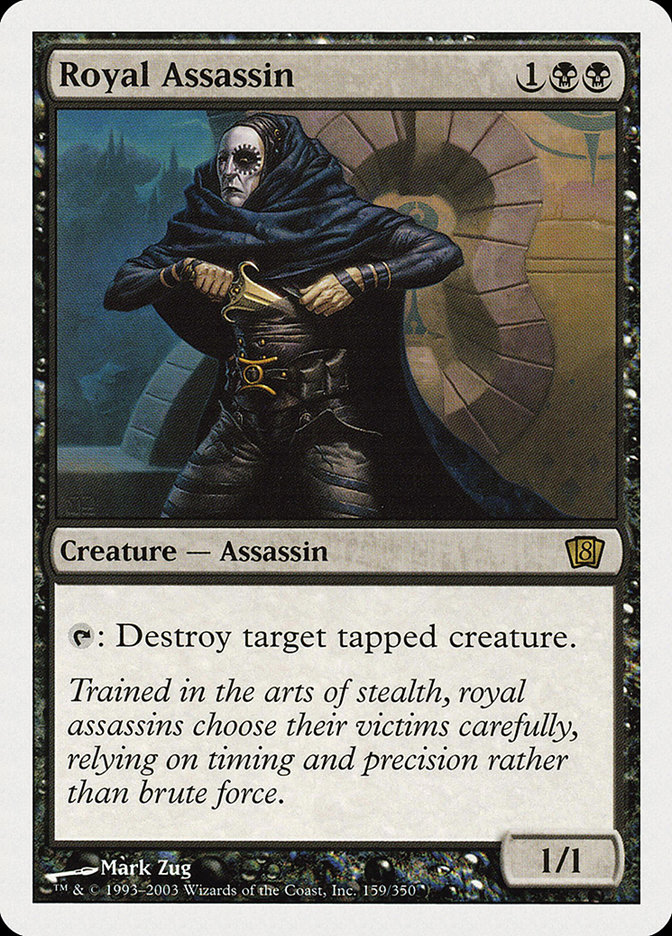 Royal Assassin 1
Creature — Assassin 8
: Destroy target tapped creature.
Trained in the arts of stealth, royal
assassins choose their victims carefully,
relying on timing and precision rather
than brute force.
1/1
Mark Zug
™ & © 1993–2003 Wizards of the Coast, Inc. 159/350